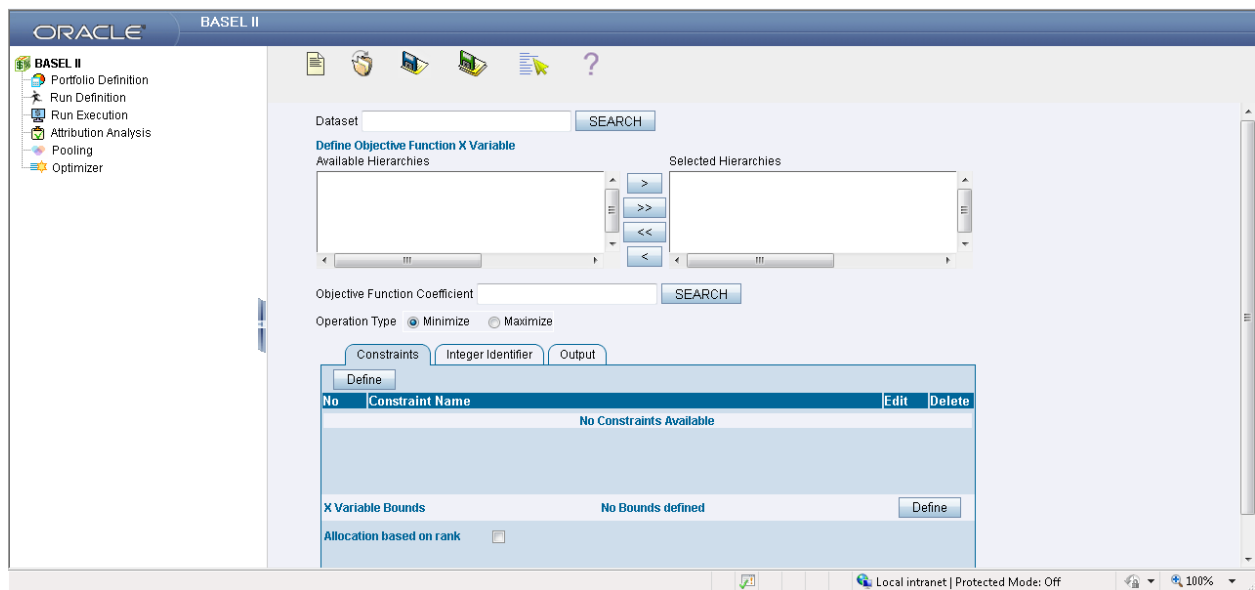 ORACLE
BASEL II
BASEL II
Portfolio Definition
Run Definition
Run Execution
Attribution Analysis
Pooling
Optimizer
?
Dataset SEARCH
Define Objective Function X Variable
Available Hierarchies Selected Hierarchies
>
>>
<<
<
Objective Function Coefficient SEARCH
Operation Type Minimize Maximize
Constraints Integer Identifier Output
Define
No Constraint Name Edit Delete
No Constraints Available
X Variable Bounds No Bounds defined Define
Allocation based on rank
Local intranet | Protected Mode: Off 100%